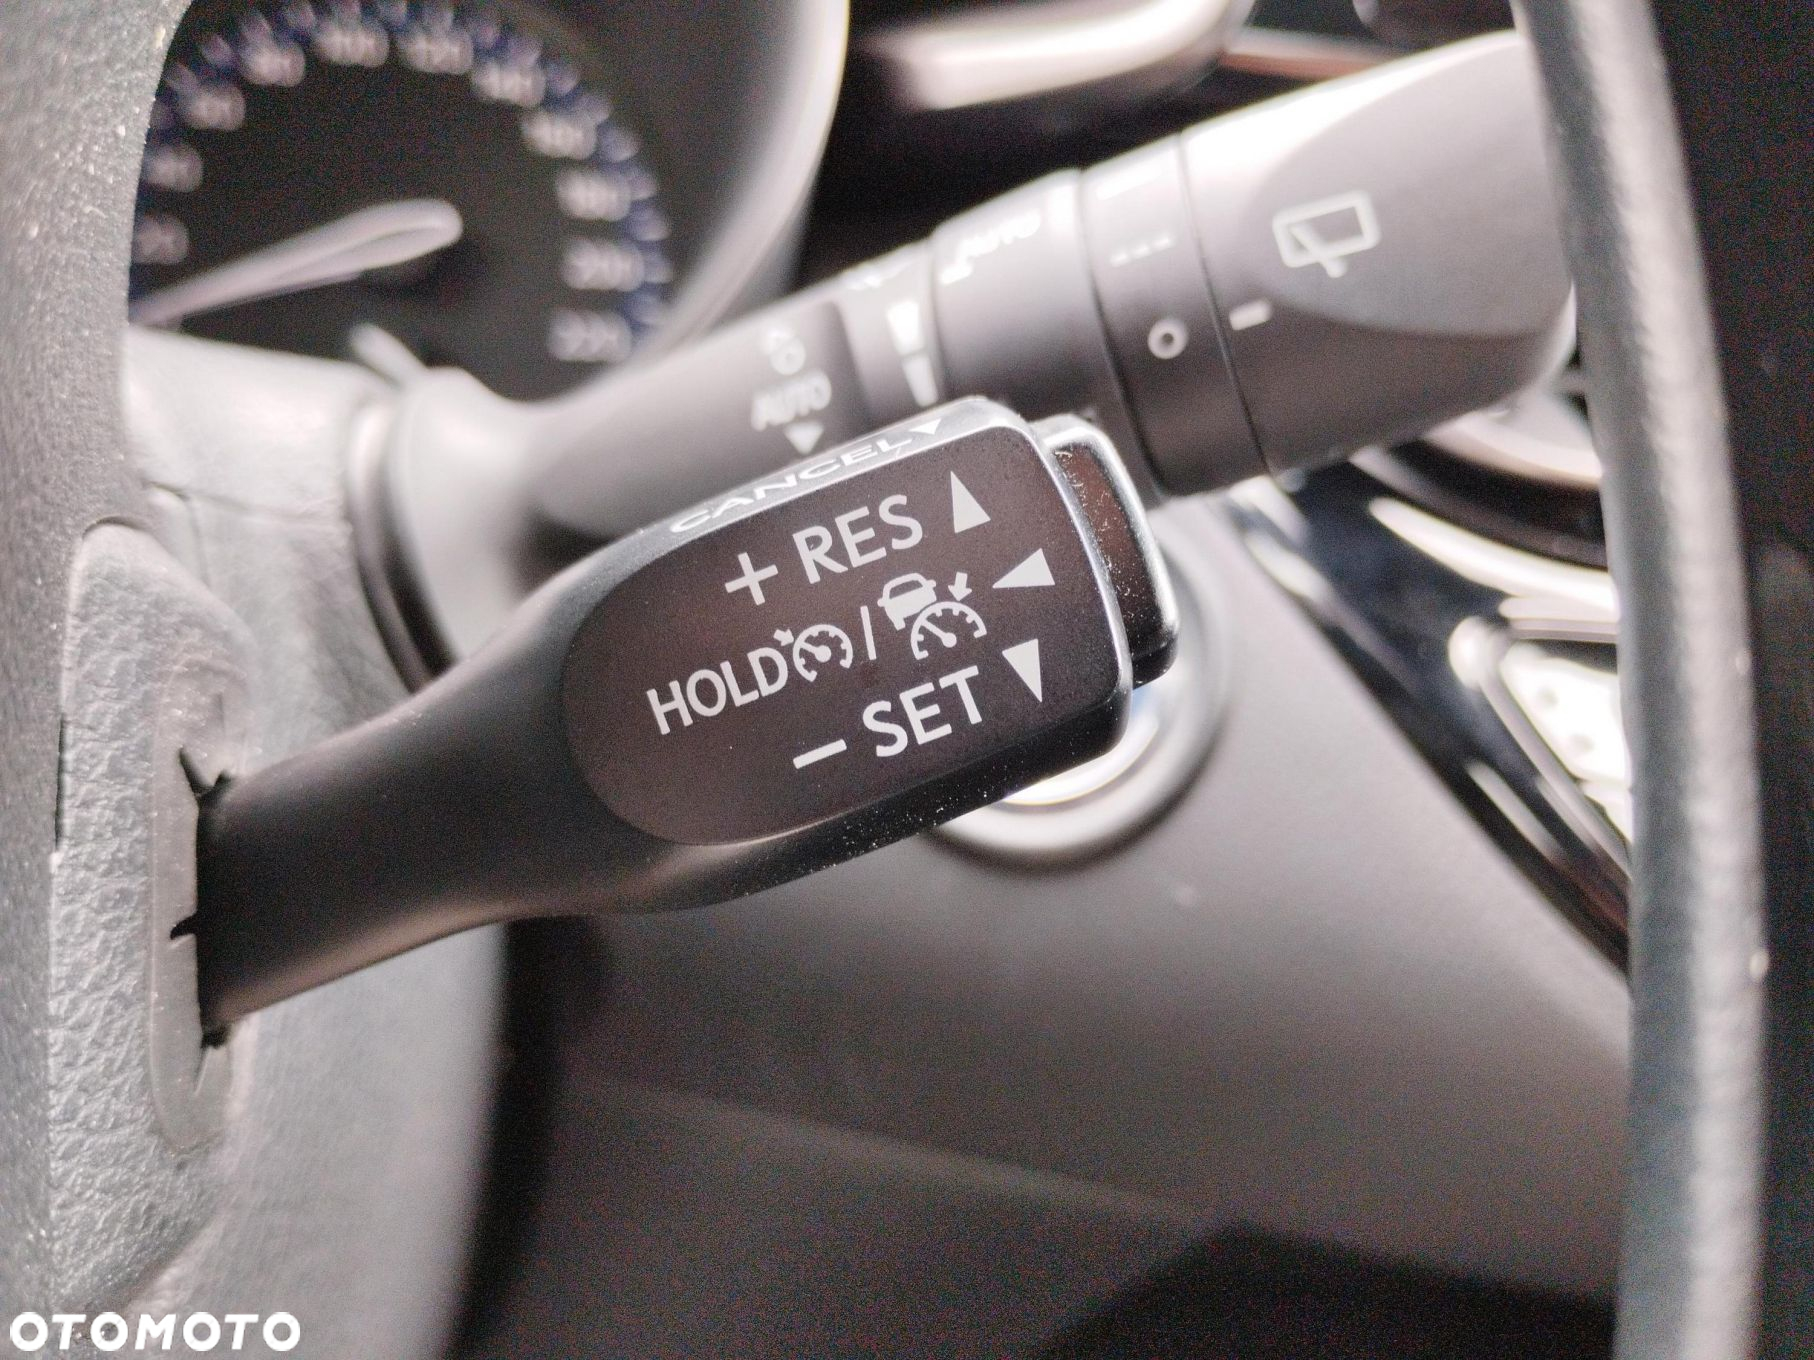 AUTO
AUTO
CANCEL
+ RES
HOLD /
– SET
OTOMOTO